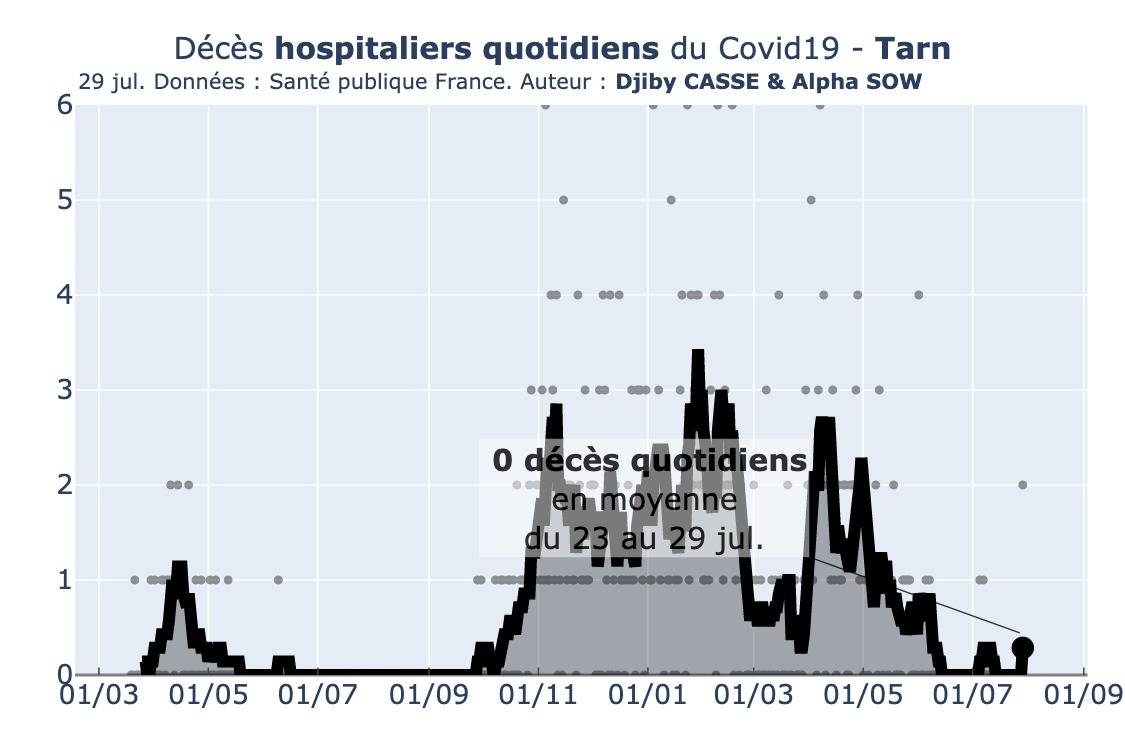 Décès hospitaliers quotidiens du Covid19 - Tarn
29 jul. Données : Santé publique France. Auteur : Djiby CASSE & Alpha SOW
6
5
4
3
2
1
0
0 décès quotidiens
en moyenne
du 23 au 29 jul.
01/03 01/05 01/07 01/09 01/11 01/01 01/03 01/05 01/07 01/09